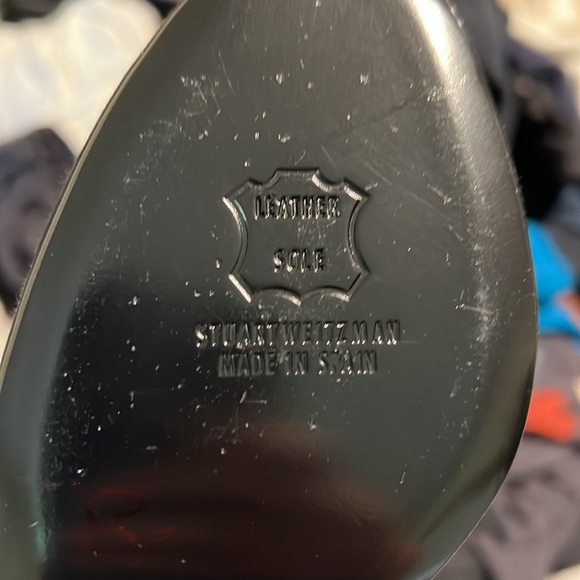 LEATHER
SOLE
STUART WEITZMAN
MADE IN SPAIN